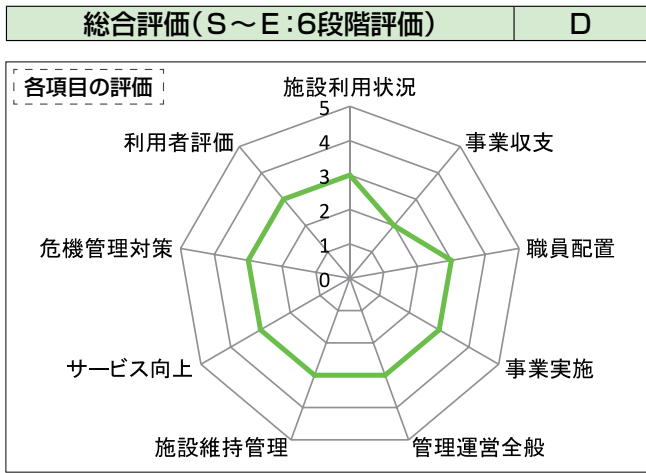 総合評価（S～E：6段階評価） D
各項目の評価
施設利用状況
利用者評価
事業収支
危機管理対策
職員配置
サービス向上
事業実施
施設維持管理
管理運営全般
5
4
3
2
1
0